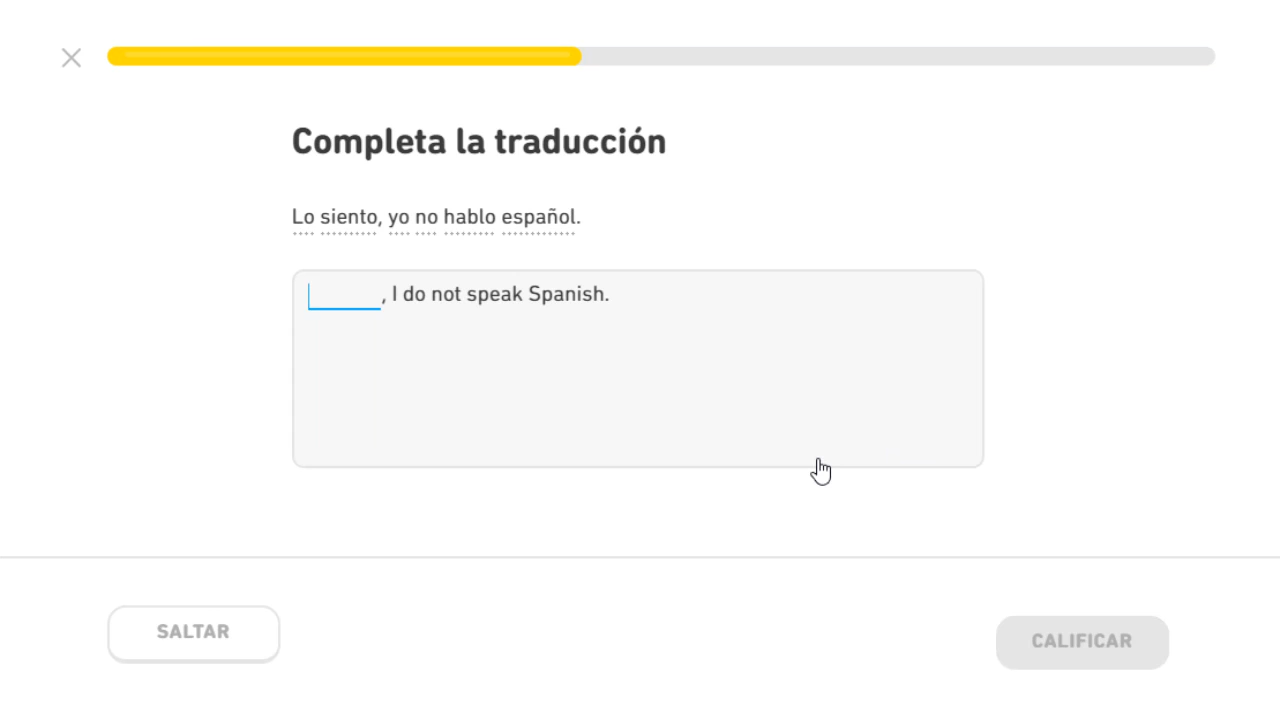 Completa la traducción
Lo siento, yo no hablo español.
, I do not speak Spanish.
SALTAR
CALIFICAR